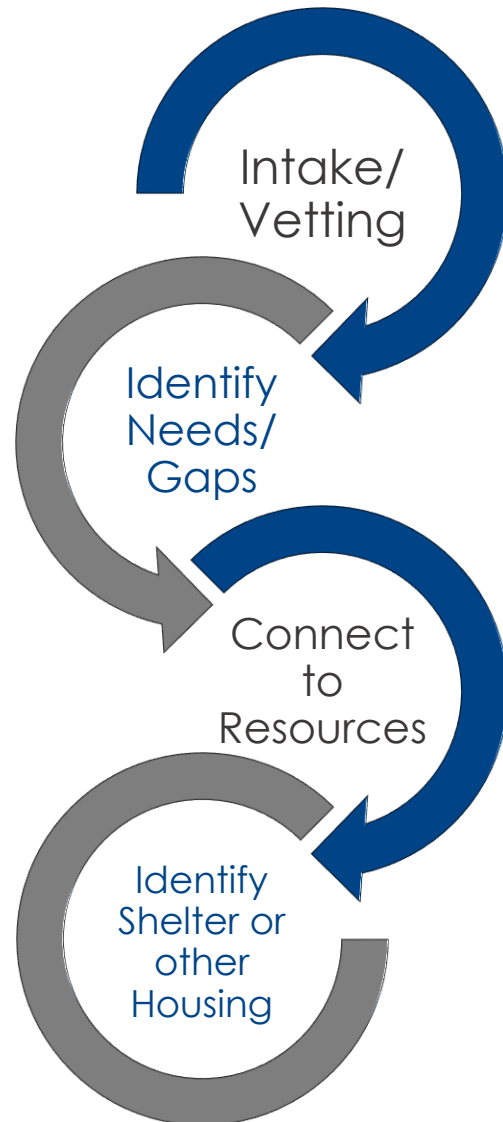 Intake/
Vetting
Identify
Needs/
Gaps
Connect
to
Resources
Identify
Shelter or
other
Housing